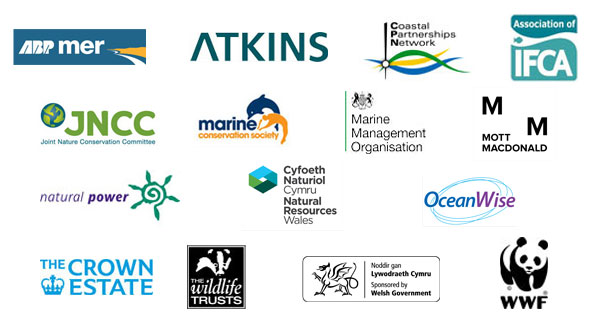 ABP mer
ATKINS
Coastal
Partnerships
Network
C
P
N
Association of
IFCA
JNCC
Joint Nature Conservation Committee
marine
conservation society
Marine
Management
Organisation
M
M
MOTT
MACDONALD
natural power
Cyfoeth
Naturiol
Cymru
Natural
Resources
Wales
OceanWise
THE CROWN
ESTATE
THE
wildlife
TRUSTS
Noddir gan
Lywodraeth Cymru
Sponsored by
Welsh Government
WWF